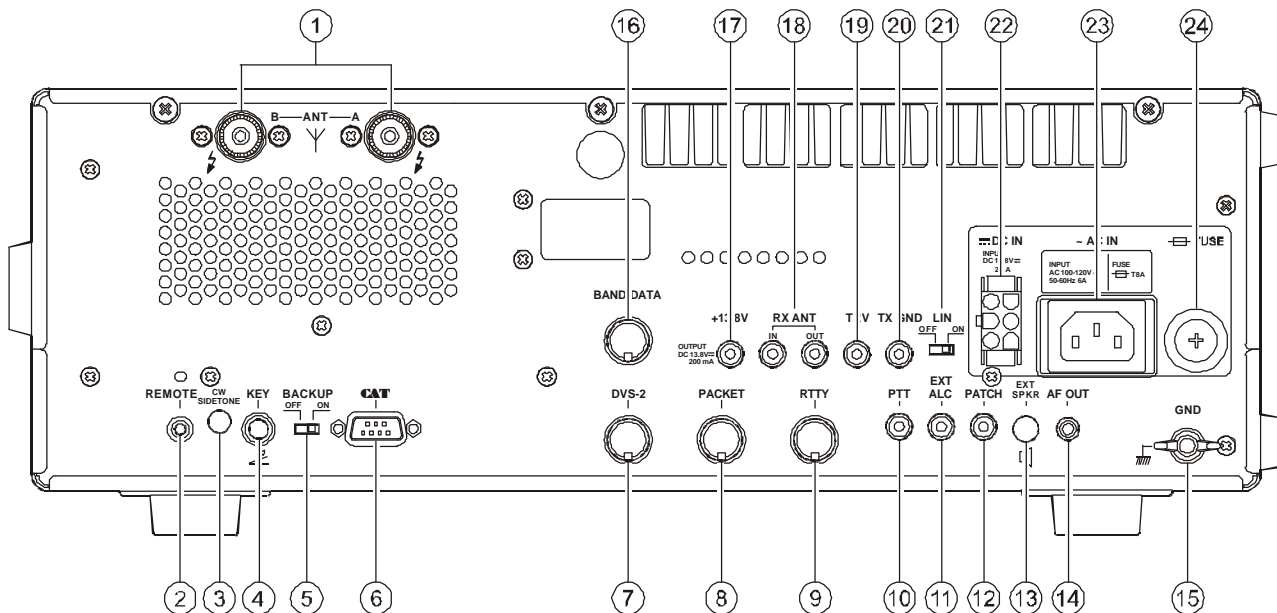 1 16 17 18 19 20 21 22 23 24
B ANT A
DC IN ~ AC IN FUSE
INPUT
DC 13.8V
INPUT
AC 100-120V
50-60Hz 6A
FUSE
T8A
BAND DATA
+13.8V RX ANT TX GND LIN
IN OUT OFF ON
OUTPUT
DC 13.8V
200 mA
REMOTE CW
SIDETONE
KEY BACKUP
OFF ON
CAT
DVS-2 PACKET RTTY PTT EXT
ALC
PATCH EXT
SPKR
AF OUT GND
2 3 4 5 6 7 8 9 10 11 12 13 14 15